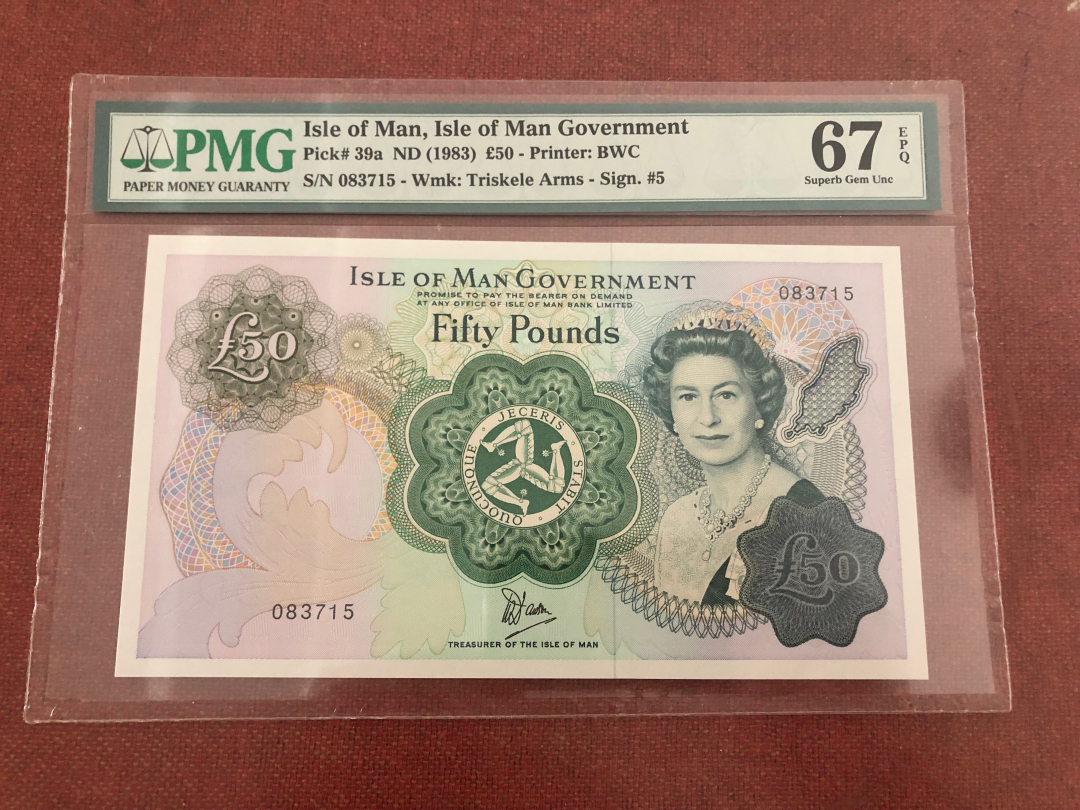 PMG
PAPER MONEY GUARANTY
Isle of Man, Isle of Man Government
Pick# 39a ND (1983) £50 - Printer: BWC
S/N 083715 - Wmk: Triskele Arms - Sign. #5
67 EPQ
Superb Gem Unc
ISLE OF MAN GOVERNMENT
PROMISE TO PAY THE BEARER ON DEMAND
AT ANY OFFICE OF ISLE OF MAN BANK LIMITED
Fifty Pounds
083715
£50
QUOCUNQUE JECERIS STABIT
£50
083715
TREASURER OF THE ISLE OF MAN